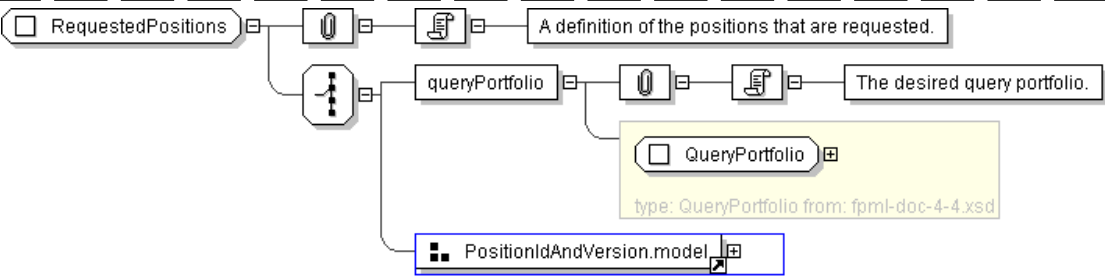 RequestedPositions
A definition of the positions that are requested.
queryPortfolio
The desired query portfolio.
QueryPortfolio
type: QueryPortfolio from: fpml-doc-4-4.xsd
PositionIdAndVersion.model